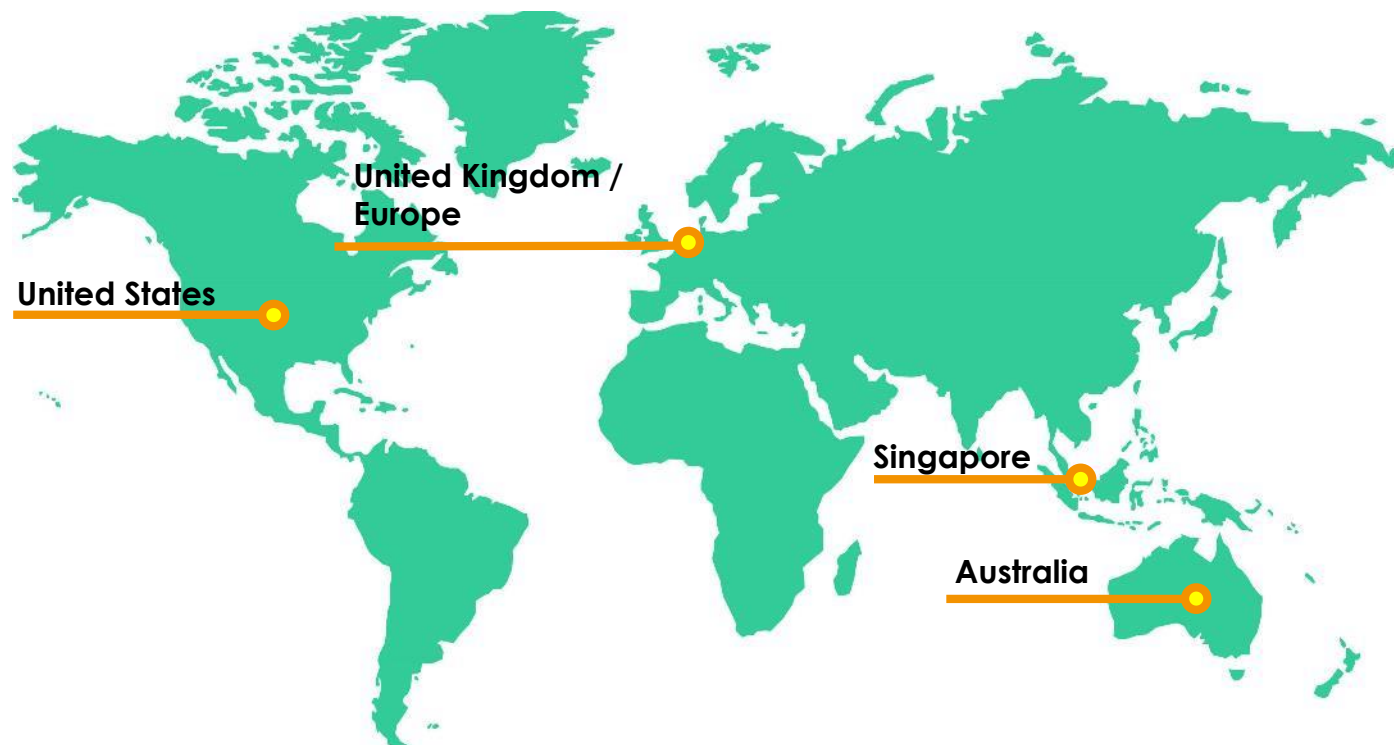 United Kingdom /
Europe
United States
Singapore
Australia